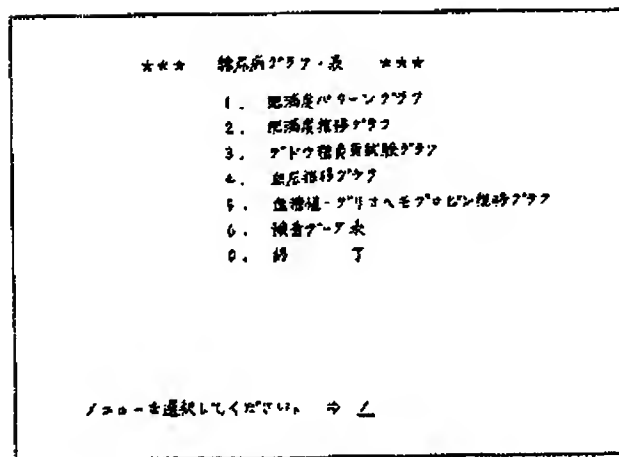 ★★★ 糖尿病グラフ・表 ★★★
1. 肥満度パターングラフ
2. 肥満度推移グラフ
3. ブドウ糖負荷試験グラフ
4. 血圧推移グラフ
5. 血糖値-グリコヘモグロビン推移グラフ
6. 検査データ表
0. 終 了
メニューを選択してください。 ⇒ 1